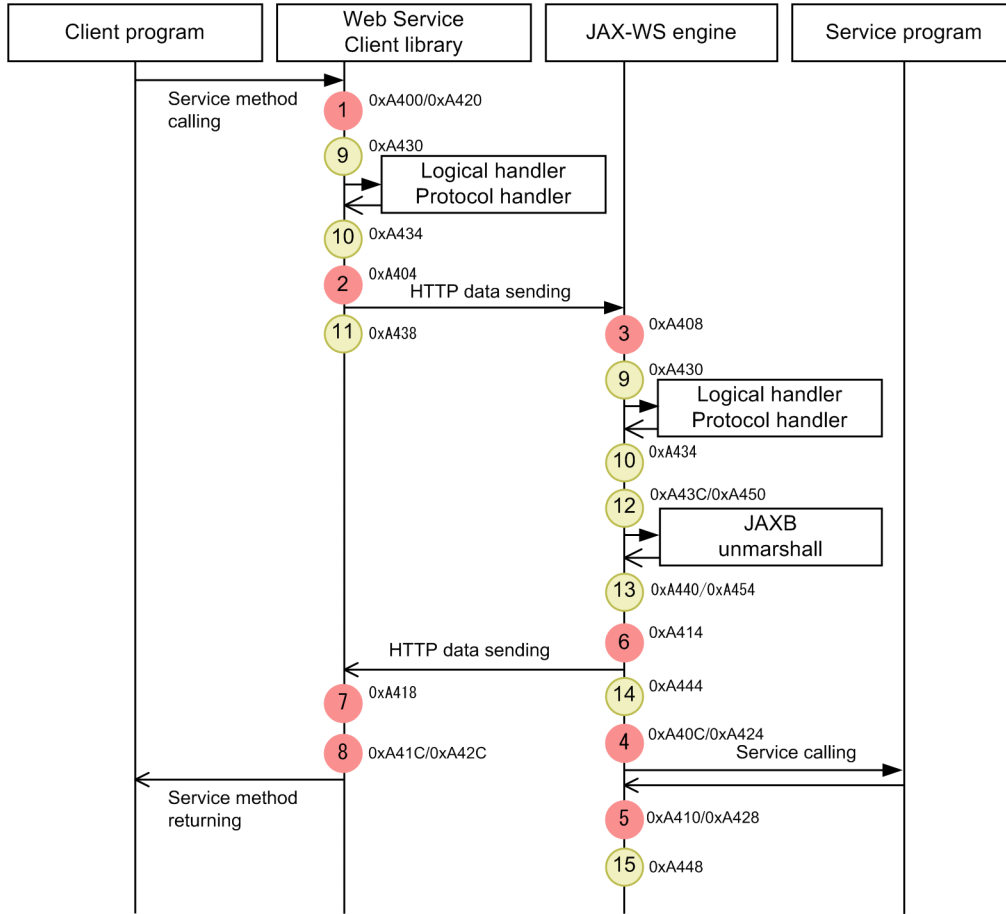 Client program
Web Service
Client library
JAX-WS engine
Service program
Service method
calling
1
0xA400/0xA420
9
0xA430
Logical handler
Protocol handler
10
0xA434
2
0xA404
HTTP data sending
11
0xA438
3
0xA408
9
0xA430
Logical handler
Protocol handler
10
0xA434
12
0xA43C/0xA450
JAXB
unmarshall
13
0xA440/0xA454
6
0xA414
HTTP data sending
7
0xA418
14
0xA444
8
0xA41C/0xA42C
4
0xA40C/0xA424
Service calling
Service method
returning
5
0xA410/0xA428
15
0xA448